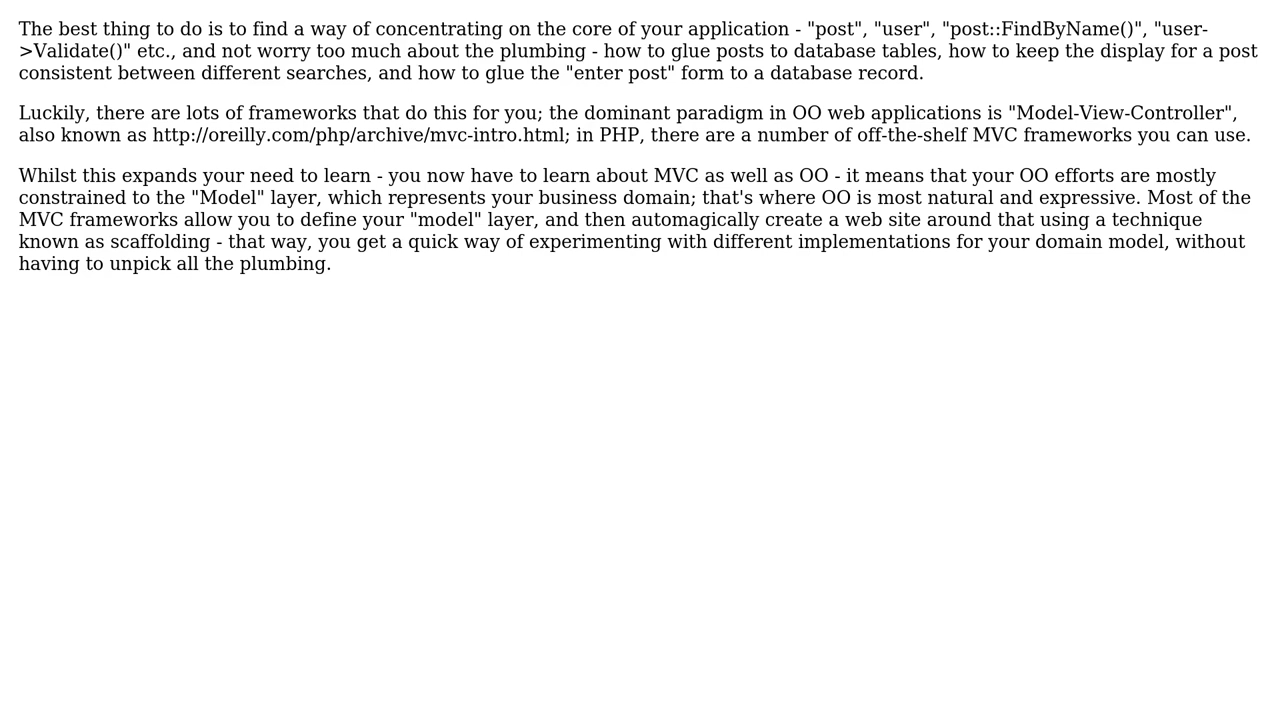 The best thing to do is to find a way of concentrating on the core of your application - "post", "user", "post::FindByName()", "user-
>Validate()" etc., and not worry too much about the plumbing - how to glue posts to database tables, how to keep the display for a post
consistent between different searches, and how to glue the "enter post" form to a database record.
Luckily, there are lots of frameworks that do this for you; the dominant paradigm in OO web applications is "Model-View-Controller",
also known as http://oreilly.com/php/archive/mvc-intro.html; in PHP, there are a number of off-the-shelf MVC frameworks you can use.
Whilst this expands your need to learn - you now have to learn about MVC as well as OO - it means that your OO efforts are mostly
constrained to the "Model" layer, which represents your business domain; that's where OO is most natural and expressive. Most of the
MVC frameworks allow you to define your "model" layer, and then automagically create a web site around that using a technique
known as scaffolding - that way, you get a quick way of experimenting with different implementations for your domain model, without
having to unpick all the plumbing.